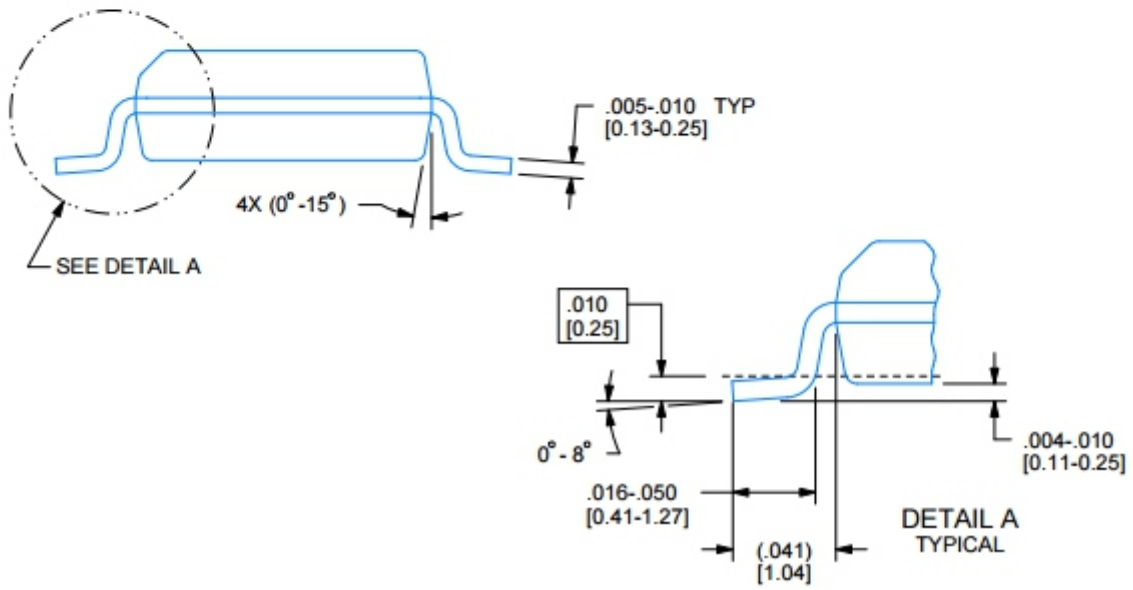 .005-.010 TYP
[0.13-0.25]
4X (0°-15°)
SEE DETAIL A
.010
[0.25]
0°-8°
.004-.010
[0.11-0.25]
.016-.050
[0.41-1.27]
DETAIL A
TYPICAL
(.041)
[1.04]